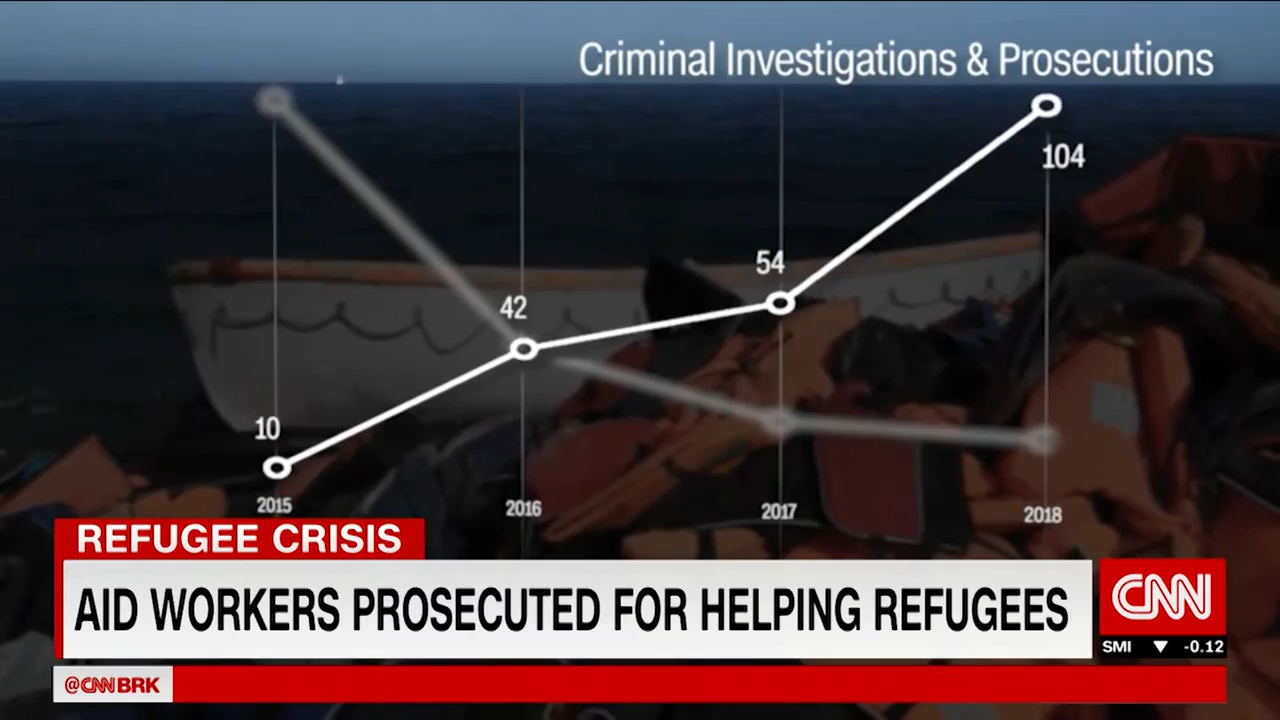 Criminal Investigations & Prosecutions
104
54
42
10
2015 2016 2017 2018
REFUGEE CRISIS
AID WORKERS PROSECUTED FOR HELPING REFUGEES
CNN
SMI ▼ -0.12
@CNNBRK